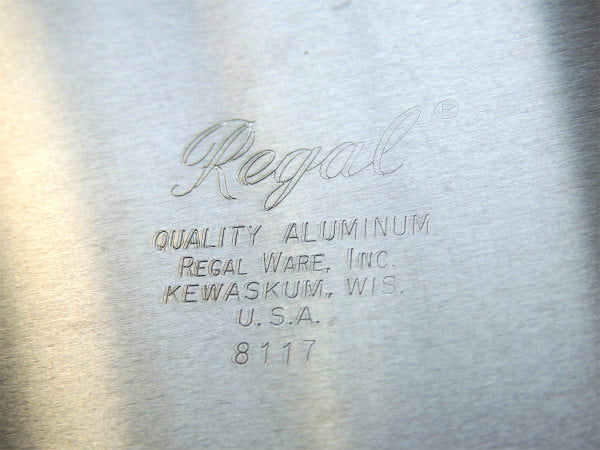 Regal®
QUALITY ALUMINUM
REGAL WARE, INC.
KEWASKUM, WIS.
U.S.A.
8117